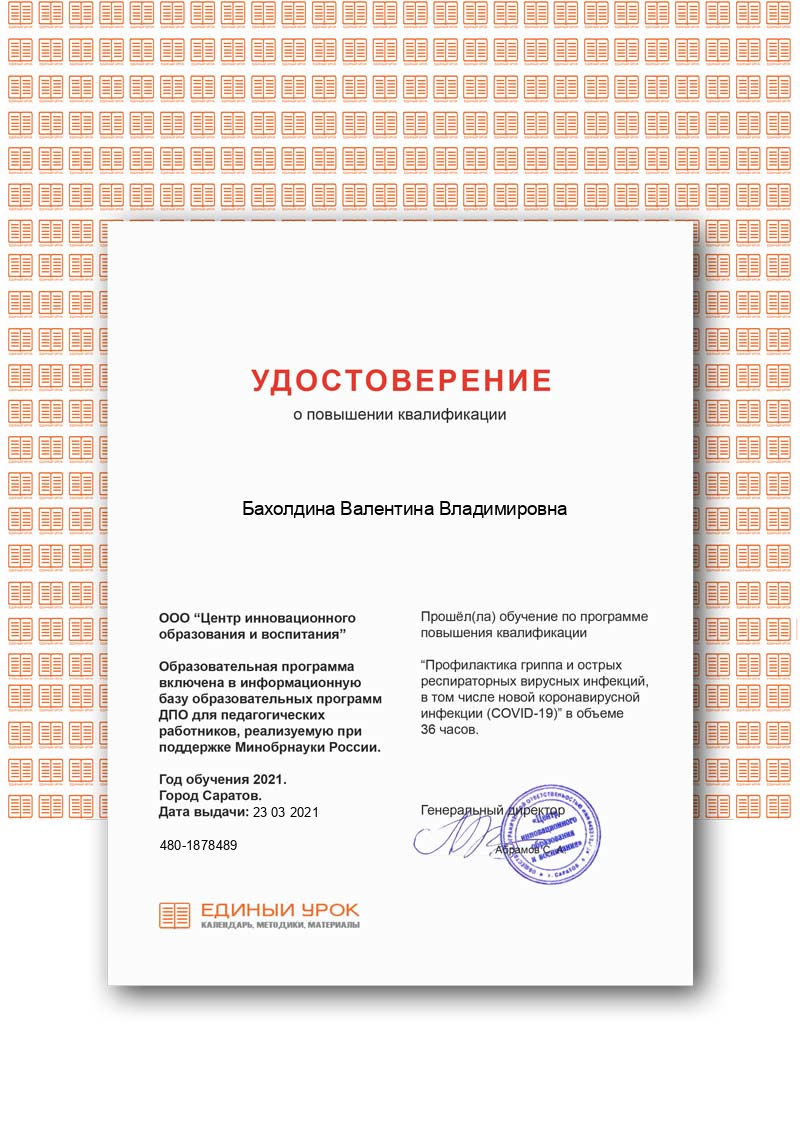 УДОСТОВЕРЕНИЕ
о повышении квалификации
Бахолдина Валентина Владимировна
ООО “Центр инновационного
образования и воспитания”
Образовательная программа
включена в информационную
базу образовательных программ
ДПО для педагогических
работников, реализуемую при
поддержке Минобрнауки России.
Год обучения 2021.
Город Саратов.
Дата выдачи: 23 03 2021
480-1878489
Прошёл(ла) обучение по программе
повышения квалификации
“Профилактика гриппа и острых
респираторных вирусных инфекций,
в том числе новой коронавирусной
инфекции (COVID-19)” в объеме
36 часов.
Генеральный директор
Абрамов С. А.
«Центр
инновационного
образования
и воспитания»
г. САРАТОВ
ЕДИНЫЙ УРОК
КАЛЕНДАРЬ, МЕТОДИКИ, МАТЕРИАЛЫ